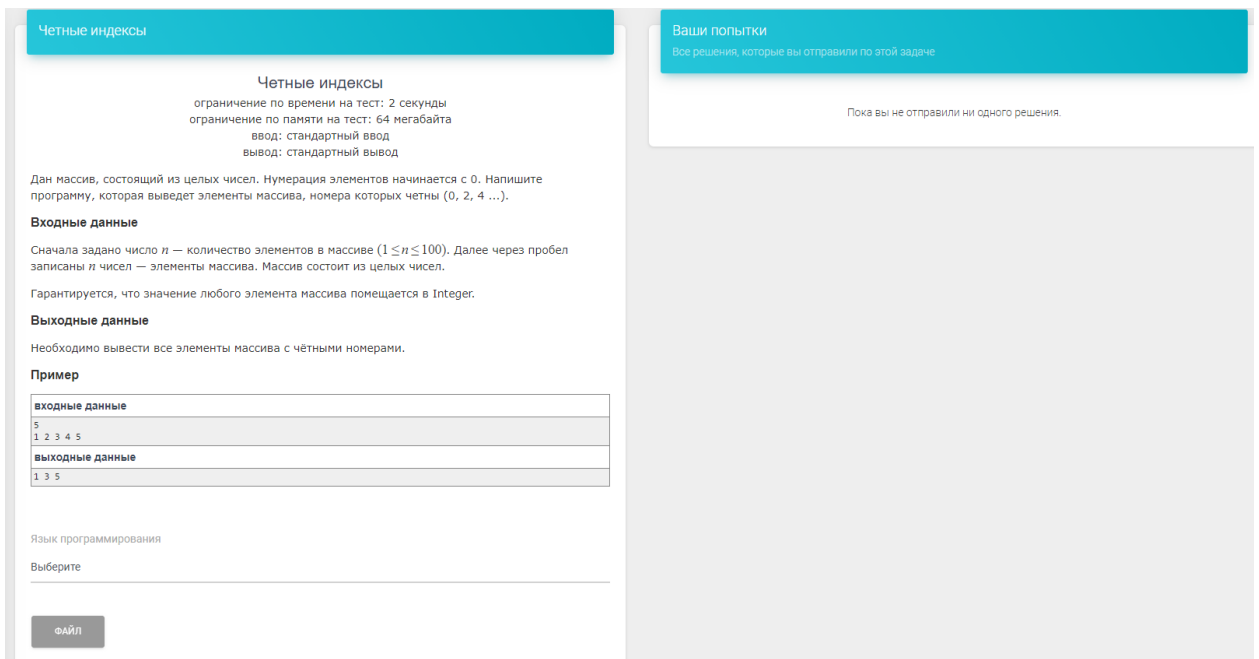 Четные индексы
Четные индексы
ограничение по времени на тест: 2 секунды
ограничение по памяти на тест: 64 мегабайта
ввод: стандартный ввод
вывод: стандартный вывод
Дан массив, состоящий из целых чисел. Нумерация элементов начинается с 0. Напишите
программу, которая выведет элементы массива, номера которых четны (0, 2, 4 ...).
Входные данные
Сначала задано число n — количество элементов в массиве (1≤n≤100). Далее через пробел
записаны n чисел — элементы массива. Массив состоит из целых чисел.
Гарантируется, что значение любого элемента массива помещается в Integer.
Выходные данные
Необходимо вывести все элементы массива с чётными номерами.
Пример
входные данные
5
1 2 3 4 5
выходные данные
1 3 5
Язык программирования
Выберите
ФАЙЛ
Ваши попытки
Все решения, которые вы отправили по этой задаче
Пока вы не отправили ни одного решения.